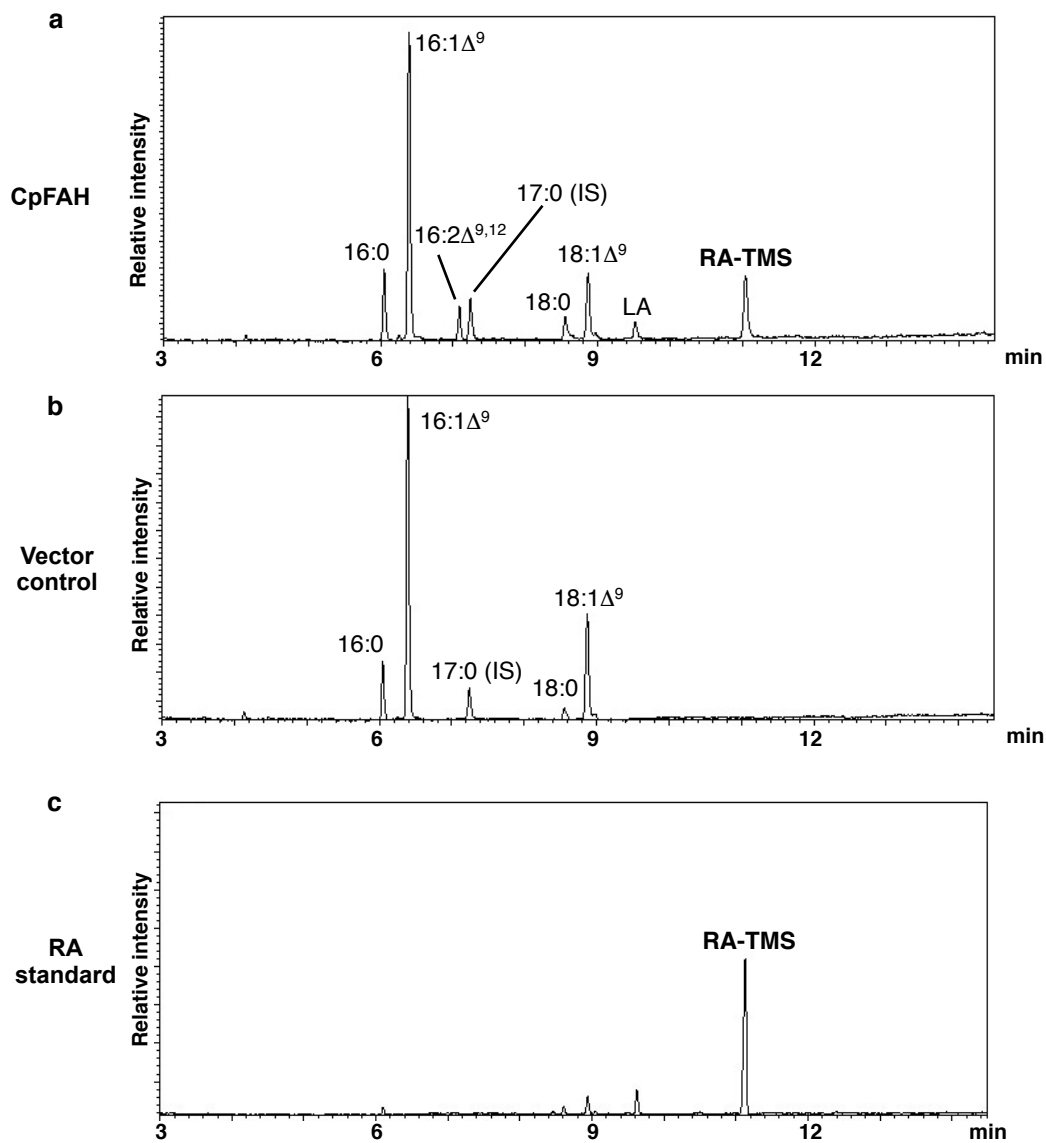 a
Relative intensity
CpFAH
16:0
16:1Δ⁹
16:2Δ⁹,¹²
17:0 (IS)
18:0
18:1Δ⁹
LA
RA-TMS
3 6 9 12 min
b
Relative intensity
Vector
control
16:0
16:1Δ⁹
17:0 (IS)
18:0
18:1Δ⁹
3 6 9 12 min
c
Relative intensity
RA
standard
RA-TMS
3 6 9 12 min